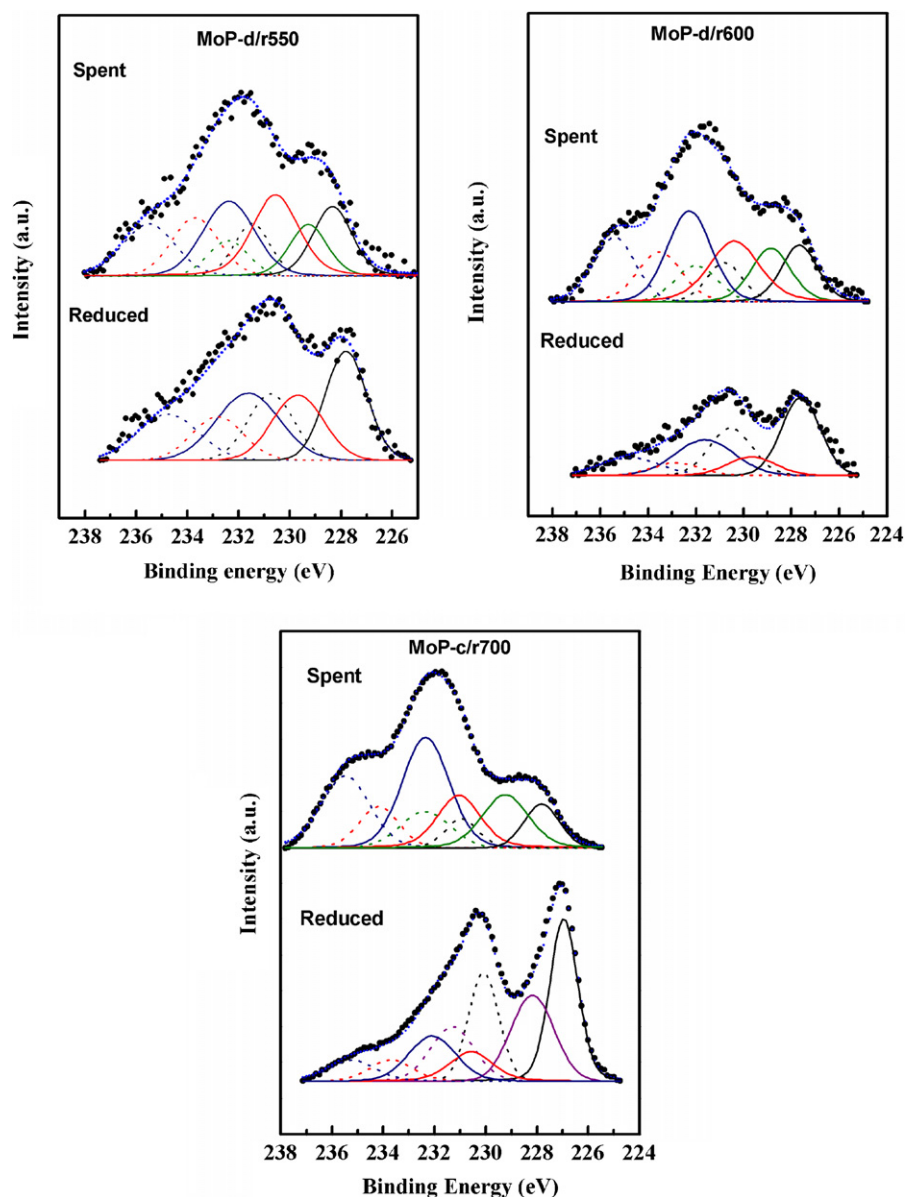 MoP-d/r550
Spent
Reduced
Intensity (a.u.)
238 236 234 232 230 228 226
Binding energy (eV)
MoP-d/r600
Spent
Reduced
Intensity (a.u.)
238 236 234 232 230 228 226 224
Binding Energy (eV)
MoP-c/r700
Spent
Reduced
Intensity (a.u.)
238 236 234 232 230 228 226 224
Binding Energy (eV)